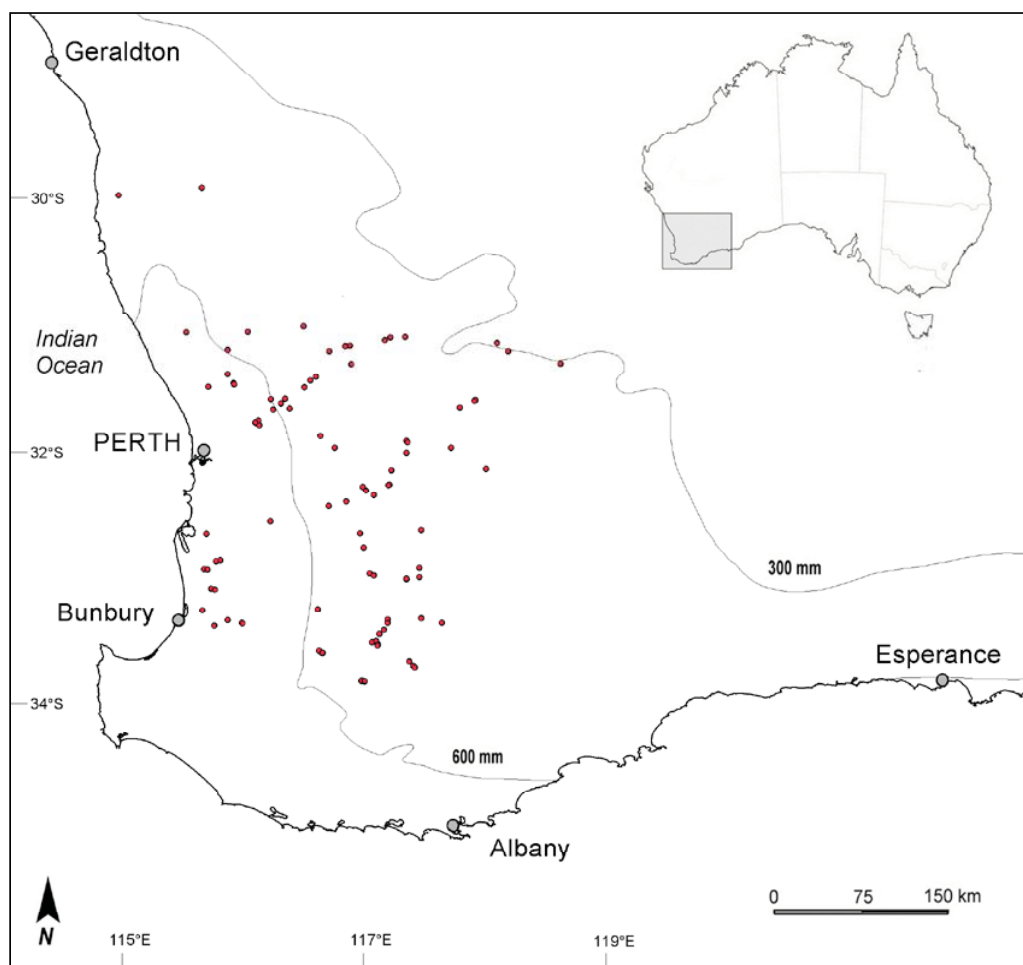 Geraldton
30°S
Indian
Ocean
PERTH
32°S
300 mm
Bunbury
Esperance
34°S
600 mm
Albany
0 75 150 km
N
115°E 117°E 119°E